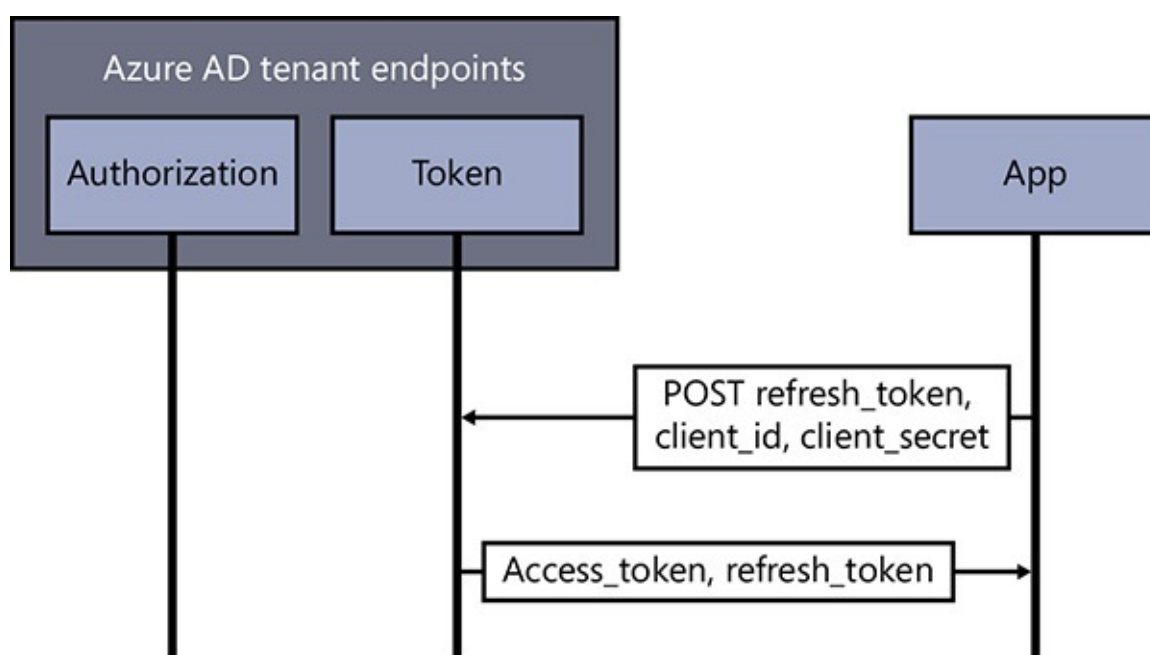 Azure AD tenant endpoints
Authorization
Token
App
POST refresh_token,
client_id, client_secret
Access_token, refresh_token